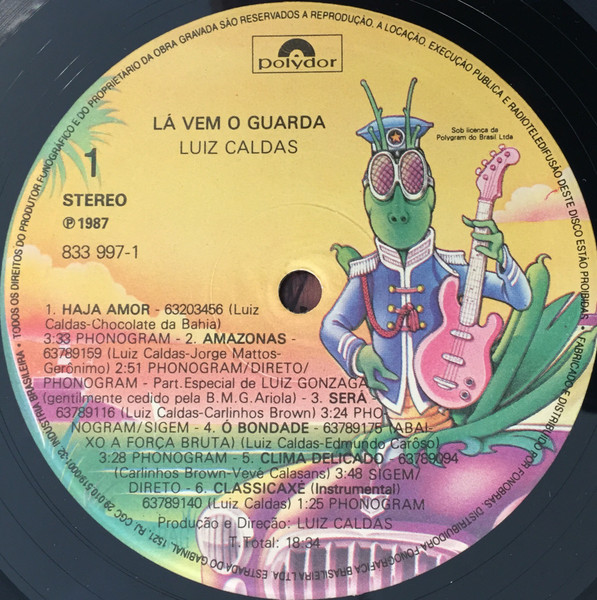 polydor
LÁ VEM O GUARDA
LUIZ CALDAS
Sob licença da
Polygram do Brasil Ltda
1
STEREO
℗ 1987
833 997-1
1. HAJA AMOR - 63203456 (Luiz
Caldas-Chocolate da Bahia)
3:33 PHONOGRAM - 2. AMAZONAS -
63789159 (Luiz Caldas-Jorge Mattos-
Gerônimo) 2:51 PHONOGRAM/DIRETO/
PHONOGRAM - Part. Especial de LUIZ GONZAGA
(gentilmente cedido pela B.M.G. Ariola) - 3. SERÁ -
63789116 (Luiz Caldas-Carlinhos Brown) 3:24 PHO
NOGRAM/SIGEM - 4. Ó BONDADE - 63789175 (ABAI-
XO A FORÇA BRUTA) (Luiz Caldas-Edmundo Carôso)
3:28 PHONOGRAM - 5. CLIMA DELICADO - 63789094
(Carlinhos Brown-Vevé Calasans) 3:48 SIGEM/
DIRETO - 6. CLASSICAXÉ (Instrumental)
63789140 (Luiz Caldas) 1:25 PHONOGRAM
Produção e Direção: LUIZ CALDAS
T. Total: 18:34
TODOS OS DIREITOS DO PRODUTOR FONOGRÁFICO E DO PROPRIETÁRIO DA OBRA GRAVADA SÃO RESERVADOS A REPRODUÇÃO, A LOCAÇÃO, EXECUÇÃO PUBLICA E RADIOTELEDIFUSÃO DESTE DISCO ESTÃO PROIBIDAS • FABRICADO E DISTRIBUIDO POR FONOBRAS, DISTRIBUIDORA FONOGRAFICA BRASILEIRA LTDA ESTRADA DO GABINAL, 1521, RJ, CGC INDÚSTRIA BRASILEIRA •